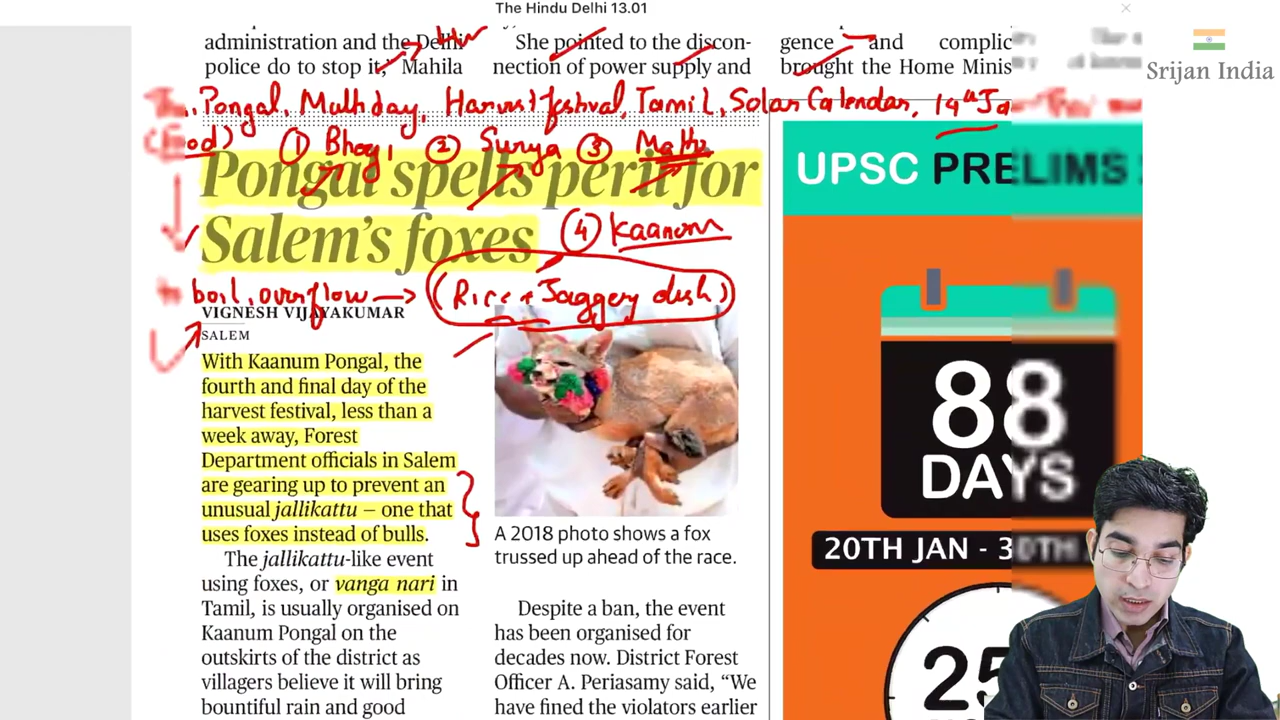 The Hindu Delhi 13.01
Srijan India
administration and the Delhi
police do to stop it,' Mahila
She pointed to the discon-
nection of power supply and
gence and complic
brought the Home Minis
Pongal, Multhday, Harvest festival, Tamil, Solar Calendar, 14th Ja
① Bhogi ② Surya ③ Mattu
④ Kaanum
Pongal spells peril for
Salem's foxes
boil, overflow → (Rice + Jaggery dish)
VIGNESH VIJAYAKUMAR
SALEM
With Kaanum Pongal, the
fourth and final day of the
harvest festival, less than a
week away, Forest
Department officials in Salem
are gearing up to prevent an
unusual jallikattu – one that
uses foxes instead of bulls.
The jallikattu-like event
using foxes, or vanga nari in
Tamil, is usually organised on
Kaanum Pongal on the
outskirts of the district as
villagers believe it will bring
bountiful rain and good
A 2018 photo shows a fox
trussed up ahead of the race.
Despite a ban, the event
has been organised for
decades now. District Forest
Officer A. Periasamy said, “We
have fined the violators earlier
UPSC PRELIMS
88
DAYS
20TH JAN - 30TH
25